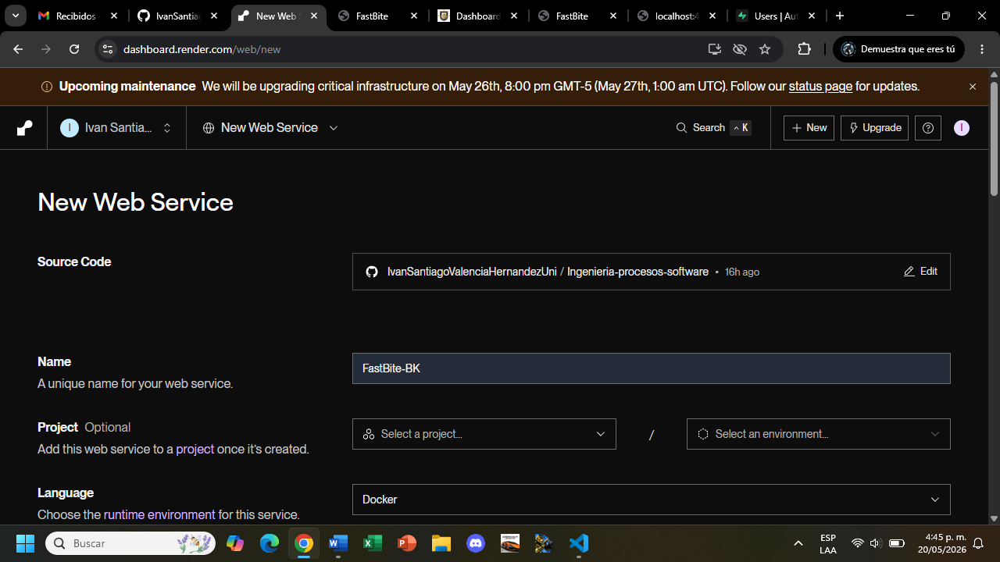 Recibidos
IvanSantia
New Web S
FastBite
Dashboard
FastBite
localhost:4
Users | Aut
dashboard.render.com/web/new
Demuestra que eres tú
Upcoming maintenance We will be upgrading critical infrastructure on May 26th, 8:00 pm GMT-5 (May 27th, 1:00 am UTC). Follow our status page for updates.
I Ivan Santia...
New Web Service
Search ^ K
+ New
Upgrade
I
New Web Service
Source Code
IvanSantiagoValenciaHernandezUni / Ingenieria-procesos-software • 16h ago
Edit
Name
A unique name for your web service.
FastBite-BK
Project Optional
Add this web service to a project once it's created.
Select a project...
/
Select an environment...
Language
Choose the runtime environment for this service.
Docker
Buscar
ESP
LAA
4:45 p. m.
20/05/2026